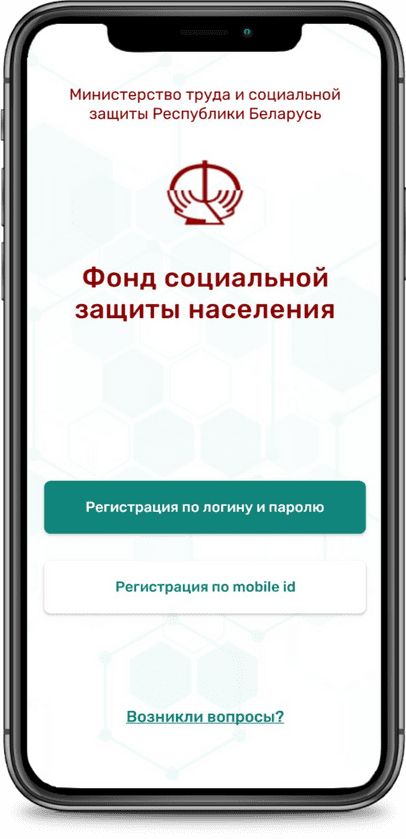 Министерство труда и социальной
защиты Республики Беларусь
Фонд социальной
защиты населения
Регистрация по логину и паролю
Регистрация по mobile id
Возникли вопросы?